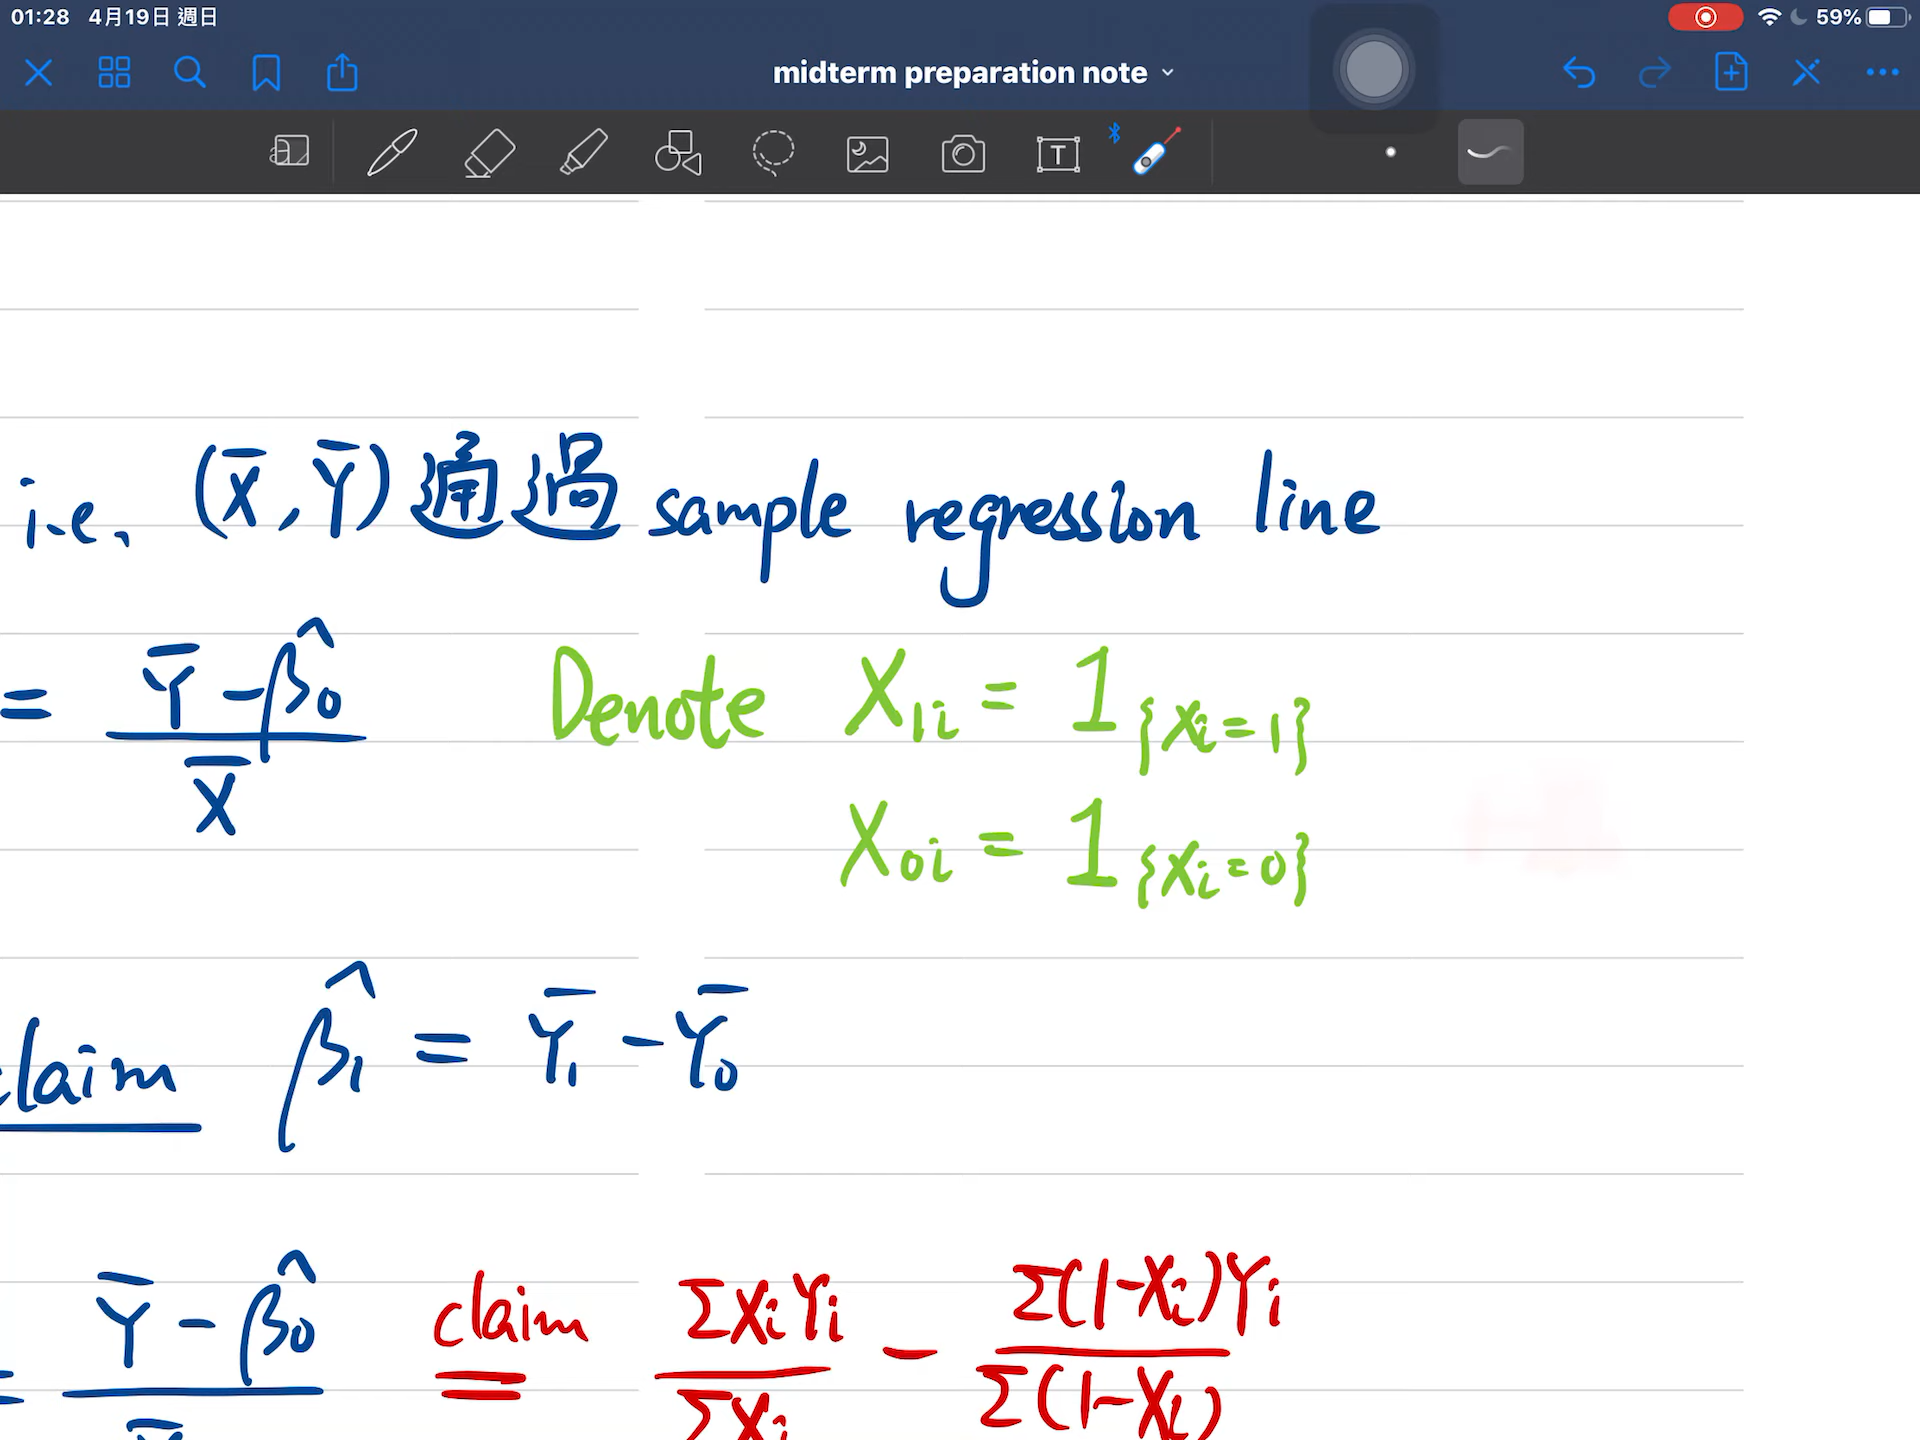 01:28 4月19日 週日
59%
midterm preparation note
i.e. (X̄, Ȳ) 通過 sample regression line
= (Ȳ - β̂0) / X̄ Denote X1i = 1{Xi=1}
X0i = 1{Xi=0}
claim β̂1 = Ȳ1 - Ȳ0
= (Ȳ - β̂0) / X̄ claim = ΣXiYi / ΣXi - Σ(1-Xi)Yi / Σ(1-Xi)